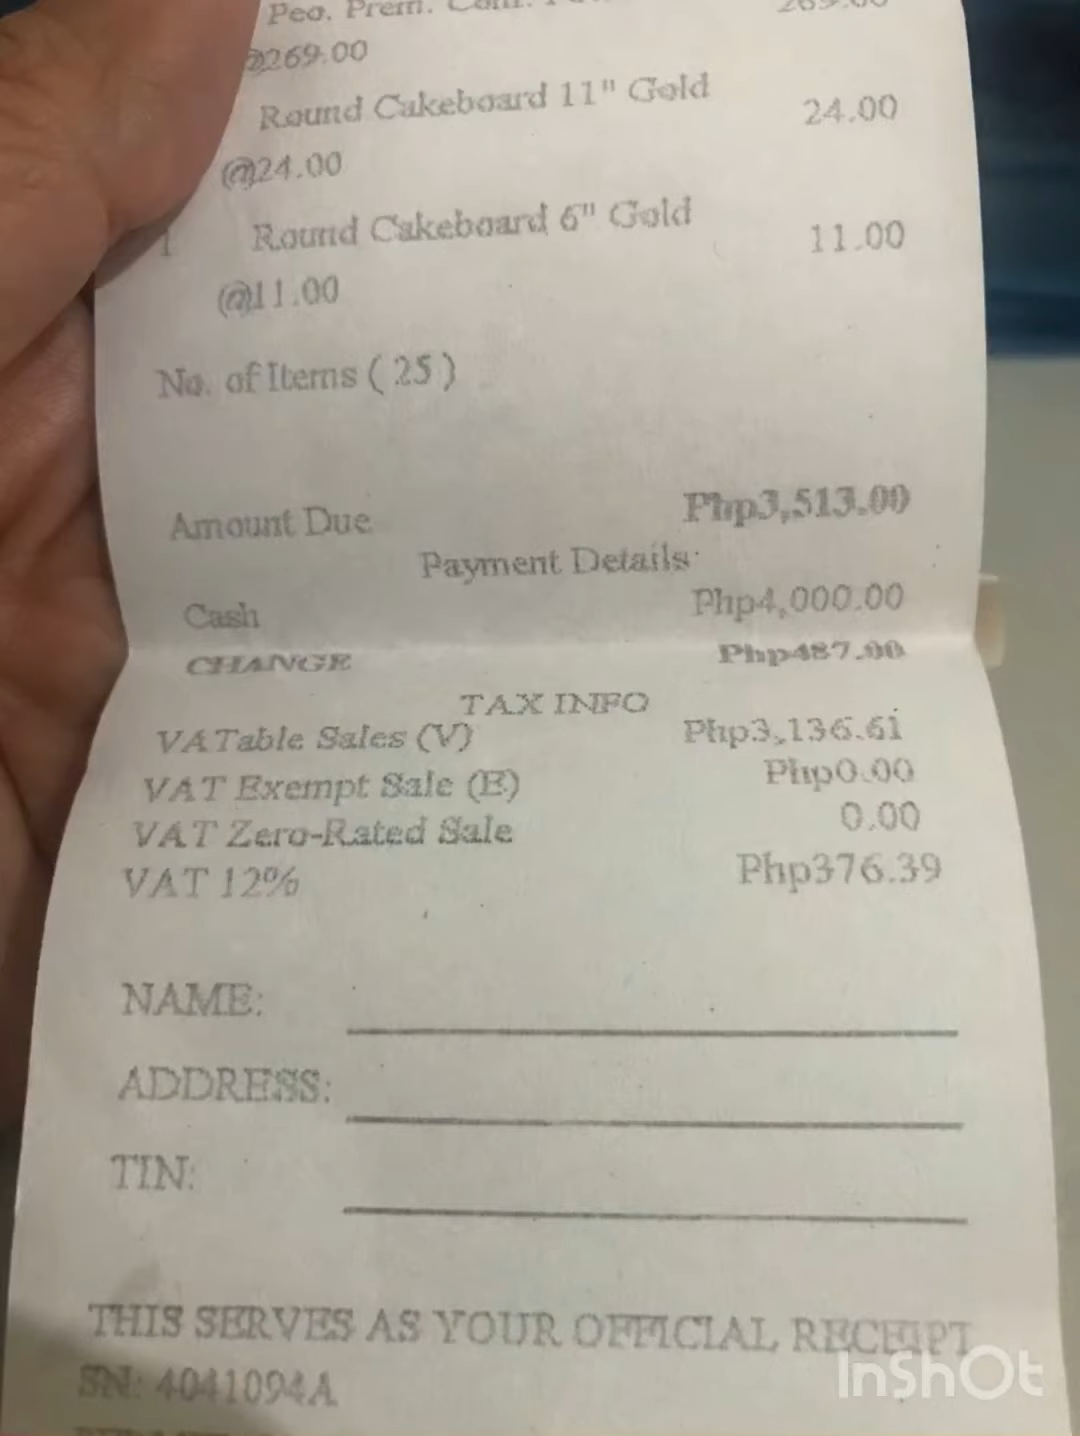 Peo. Prem.
@269.00
Round Cakeboard 11" Gold 24.00
@24.00
1 Round Cakeboard 6" Gold 11.00
@11.00
No. of Items ( 25 )
Amount Due Php3,513.00
Payment Details
Cash Php4,000.00
CHANGE Php487.00
TAX INFO
VATable Sales (V) Php3,136.61
VAT Exempt Sale (E) Php0.00
VAT Zero-Rated Sale 0.00
VAT 12% Php376.39
NAME:
ADDRESS:
TIN:
THIS SERVES AS YOUR OFFICIAL RECEIPT
SN: 4041094A
InShOt